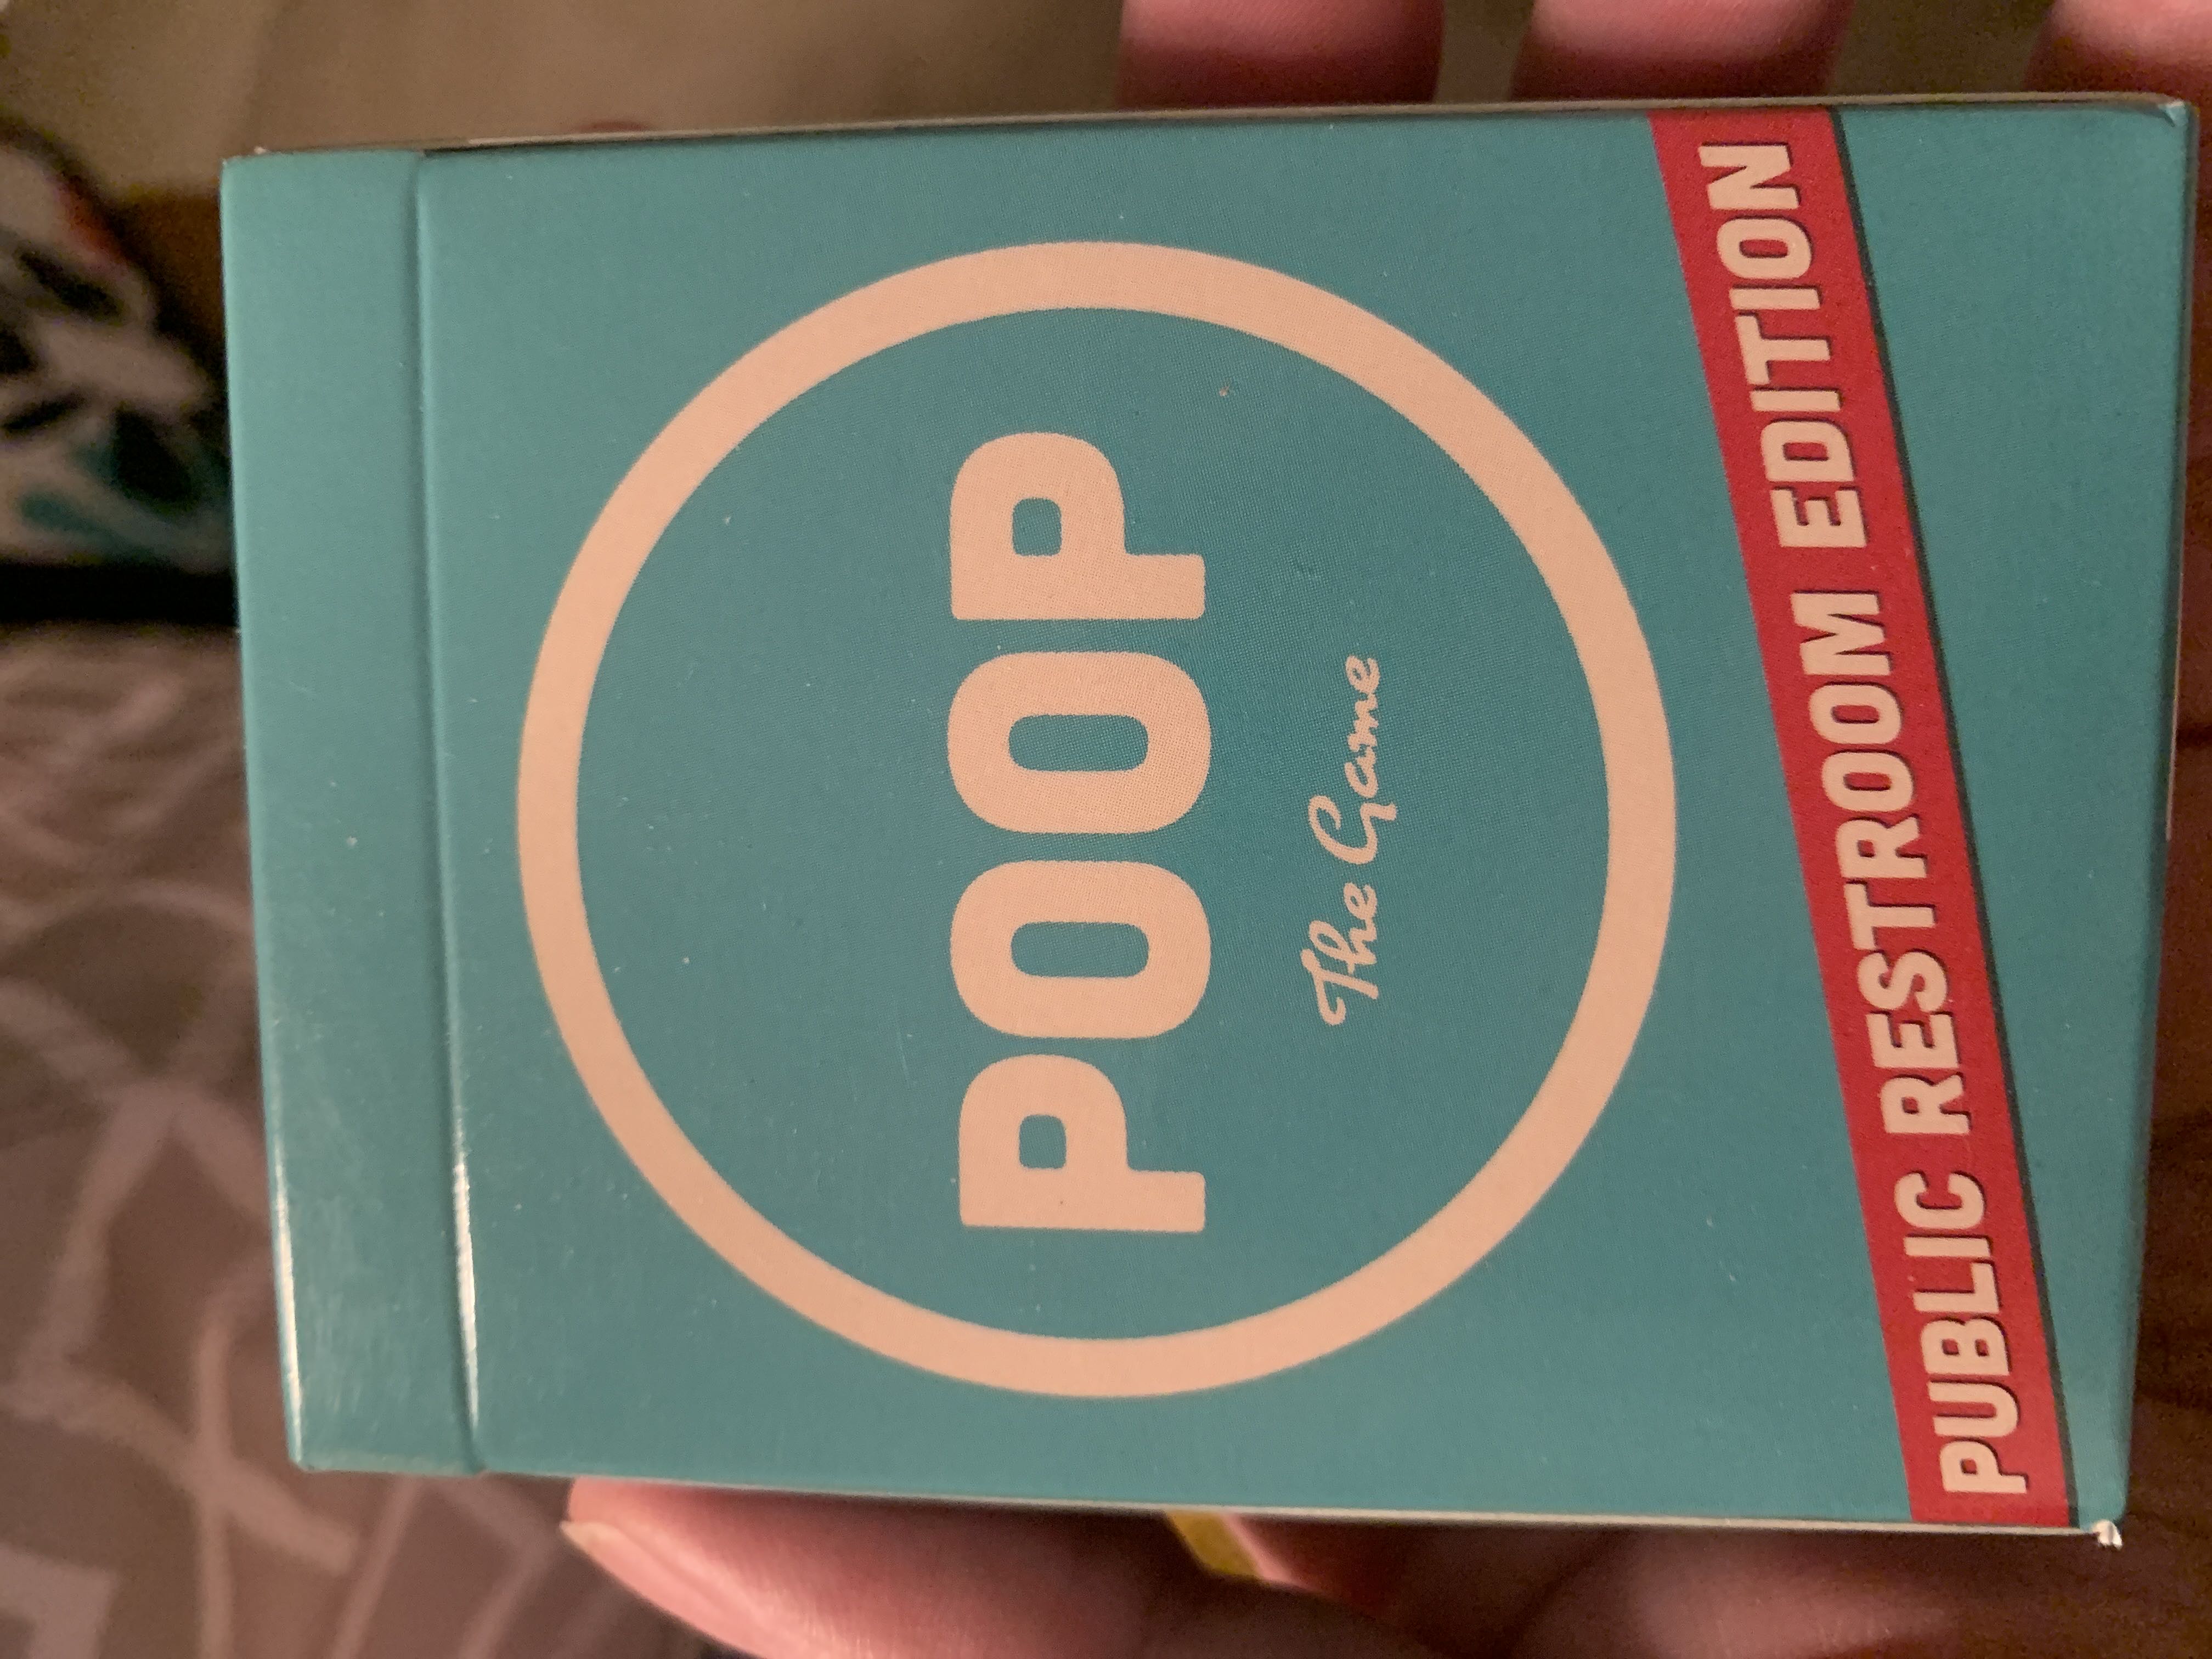 POOP
The Game
PUBLIC RESTROOM EDITION